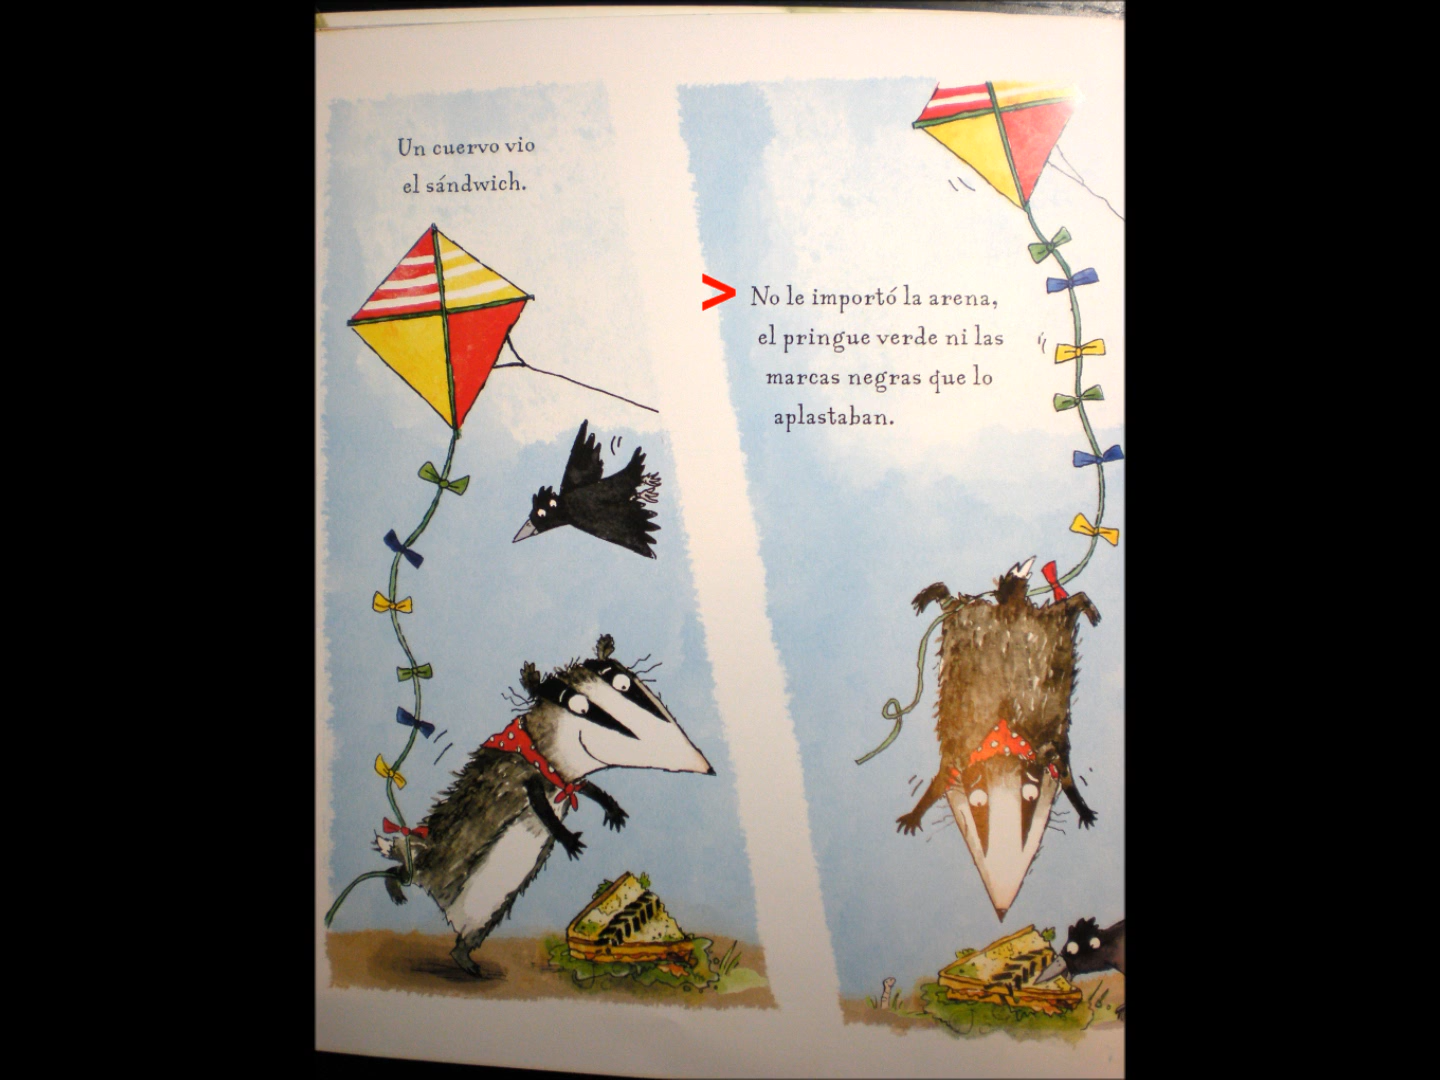 Un cuervo vio
el sándwich.
> No le importó la arena,
el pringue verde ni las
marcas negras que lo
aplastaban.